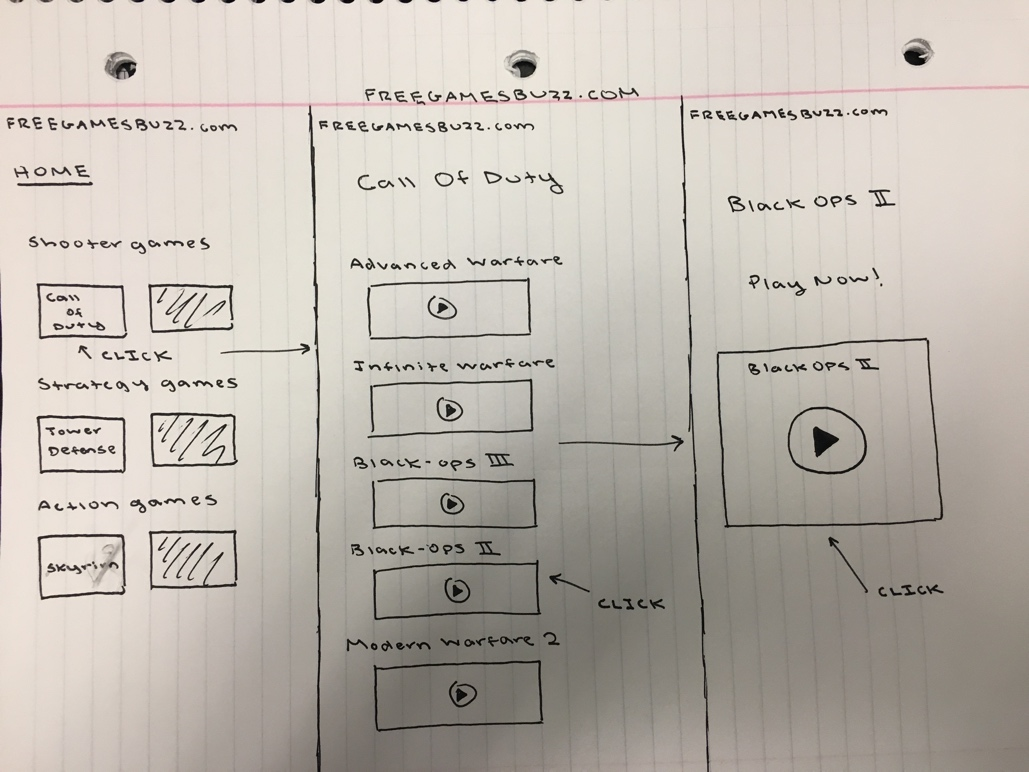 FREEGAMESBUZZ.COM
FREEGAMESBUZZ.com
HOME
Shooter games
Call
Of
Duty
CLICK
Strategy games
Tower
Defense
Action games
Skyrim
FREEGAMESBUZZ.com
Call Of Duty
Advanced Warfare
Infinite Warfare
Black-ops III
Black-ops II
CLICK
Modern Warfare 2
FREEGAMESBUZZ.com
Black Ops II
Play Now!
Black Ops II
CLICK